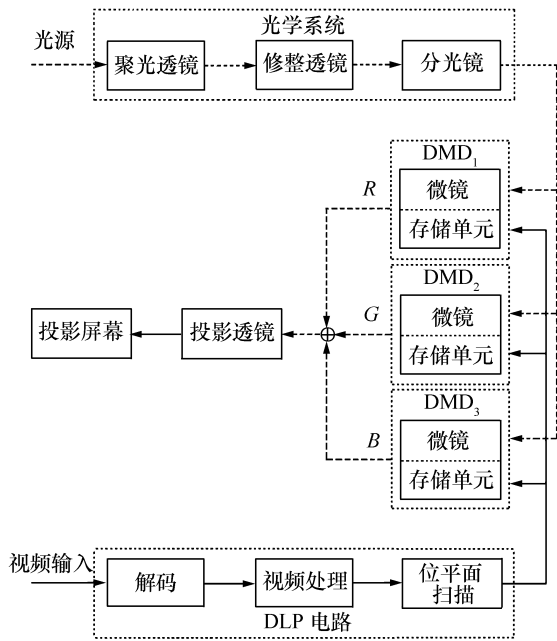 光学系统
光源
聚光透镜
修整透镜
分光镜
DMD₁
微镜
存储单元
R
DMD₂
微镜
存储单元
G
投影屏幕
投影透镜
DMD₃
微镜
存储单元
B
视频输入
解码
视频处理
位平面
扫描
DLP 电路